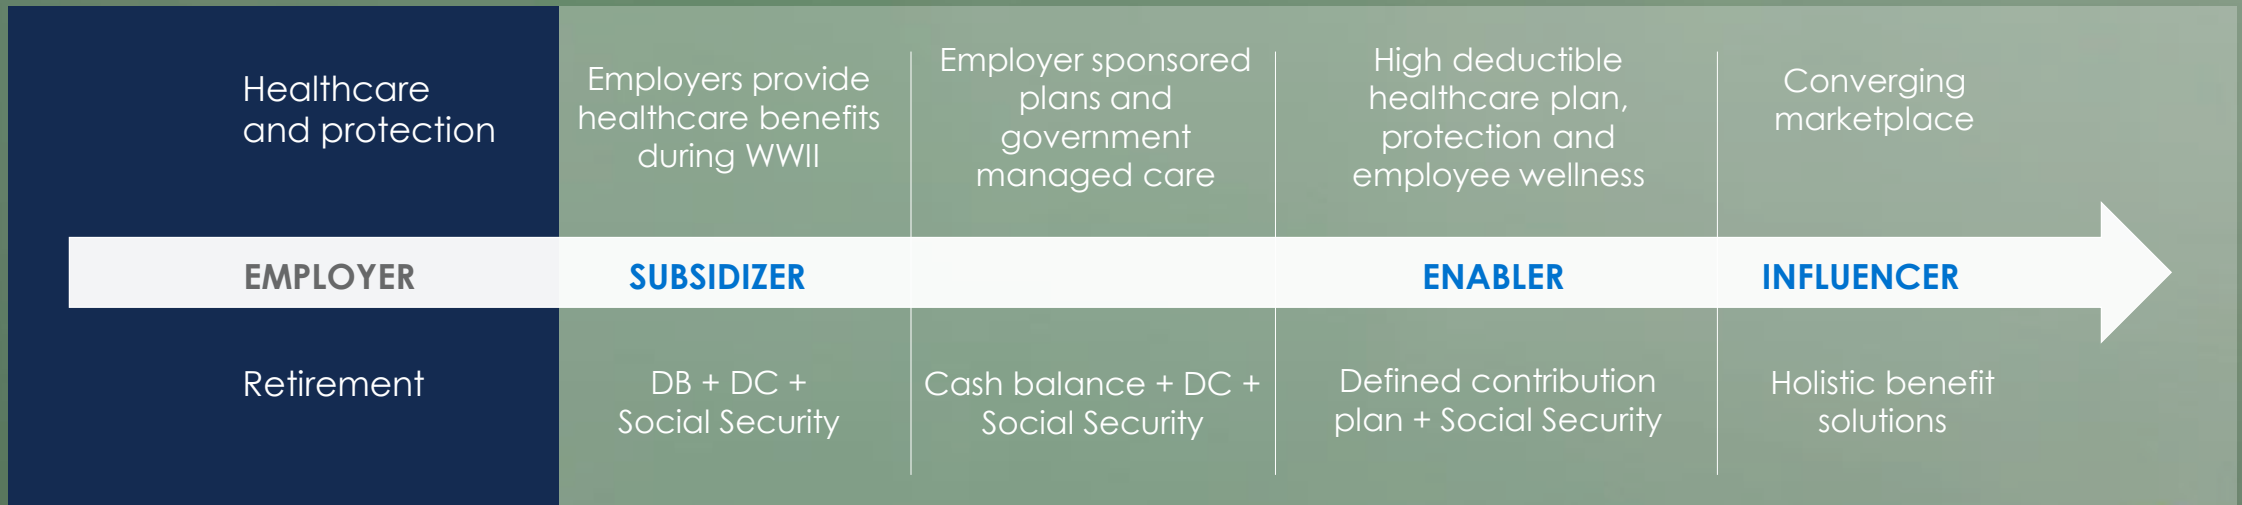 Healthcare
and protection
Employers provide
healthcare benefits
during WWII
Employer sponsored
plans and
government
managed care
High deductible
healthcare plan,
protection and
employee wellness
Converging
marketplace
EMPLOYER
SUBSIDIZER
ENABLER
INFLUENCER
Retirement
DB + DC +
Social Security
Cash balance + DC +
Social Security
Defined contribution
plan + Social Security
Holistic benefit
solutions